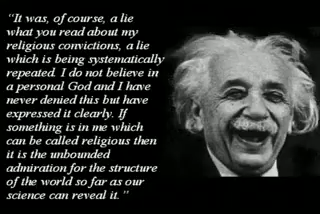 “It was, of course, a lie
what you read about my
religious convictions, a lie
which is being systematically
repeated. I do not believe in
a personal God and I have
never denied this but have
expressed it clearly. If
something is in me which
can be called religious then
it is the unbounded
admiration for the structure
of the world so far as our
science can reveal it.”